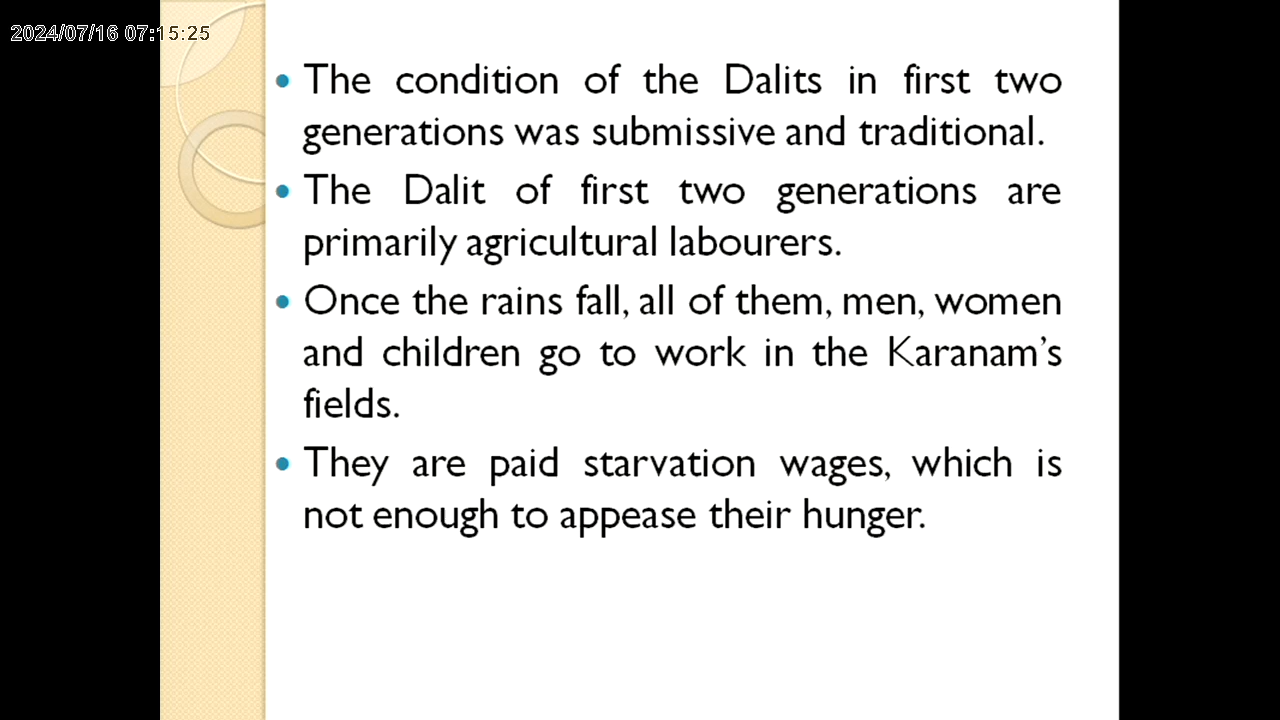 2024/07/16 07:15:25
• The condition of the Dalits in first two
generations was submissive and traditional.
• The Dalit of first two generations are
primarily agricultural labourers.
• Once the rains fall, all of them, men, women
and children go to work in the Karanam’s
fields.
• They are paid starvation wages, which is
not enough to appease their hunger.